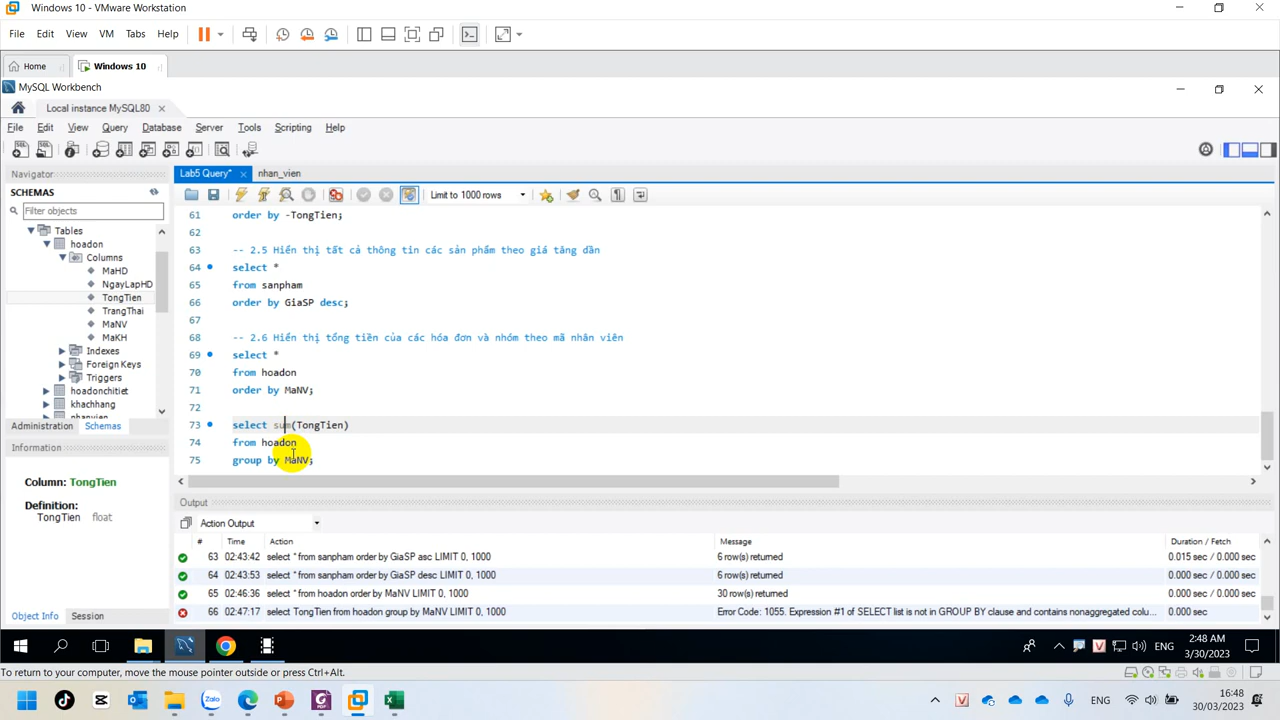 Windows 10 - VMware Workstation
File Edit View VM Tabs Help
Home Windows 10
MySQL Workbench
Local instance MySQL80
File Edit View Query Database Server Tools Scripting Help
Navigator Lab5 Query* nhan_vien
SCHEMAS
Limit to 1000 rows
Filter objects
Tables
hoadon
Columns
MaHD
NgayLapHD
TongTien
TrangThai
MaNV
MaKH
Indexes
Foreign Keys
Triggers
hoadonchitiet
khachhang
nhanvien
Administration Schemas
Information
Column: TongTien
Definition:
TongTien float
Object Info Session
61 order by -TongTien;
62
63 -- 2.5 Hiển thị tất cả thông tin các sản phẩm theo giá tăng dần
64 select *
65 from sanpham
66 order by GiaSP desc;
67
68 -- 2.6 Hiển thị tổng tiền của các hóa đơn và nhóm theo mã nhân viên
69 select *
70 from hoadon
71 order by MaNV;
72
73 select sum(TongTien)
74 from hoadon
75 group by MaNV;
Output
Action Output
# Time Action Message Duration / Fetch
63 02:43:42 select * from sanpham order by GiaSP asc LIMIT 0, 1000 6 row(s) returned 0.015 sec / 0.000 sec
64 02:43:53 select * from sanpham order by GiaSP desc LIMIT 0, 1000 6 row(s) returned 0.000 sec / 0.000 sec
65 02:46:36 select * from hoadon order by MaNV LIMIT 0, 1000 30 row(s) returned 0.000 sec / 0.000 sec
66 02:47:17 select TongTien from hoadon group by MaNV LIMIT 0, 1000 Error Code: 1055. Expression #1 of SELECT list is not in GROUP BY clause and contains nonaggregated colu... 0.000 sec
ENG 2:48 AM
3/30/2023
To return to your computer, move the mouse pointer outside or press Ctrl+Alt.
Zalo ENG 16:48
30/03/2023